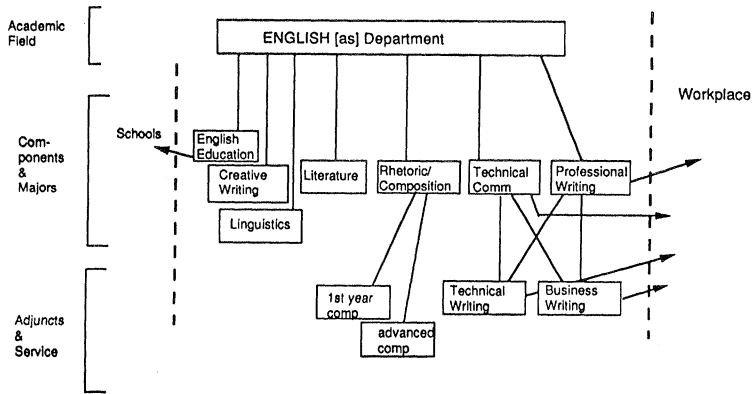 Academic
Field
ENGLISH [as] Department
Workplace
Com-
ponents
&
Majors
Schools
English
Education
Creative
Writing
Linguistics
Literature
Rhetoric/
Composition
Technical
Comm
Professional
Writing
Adjuncts
&
Service
1st year
comp
advanced
comp
Technical
Writing
Business
Writing